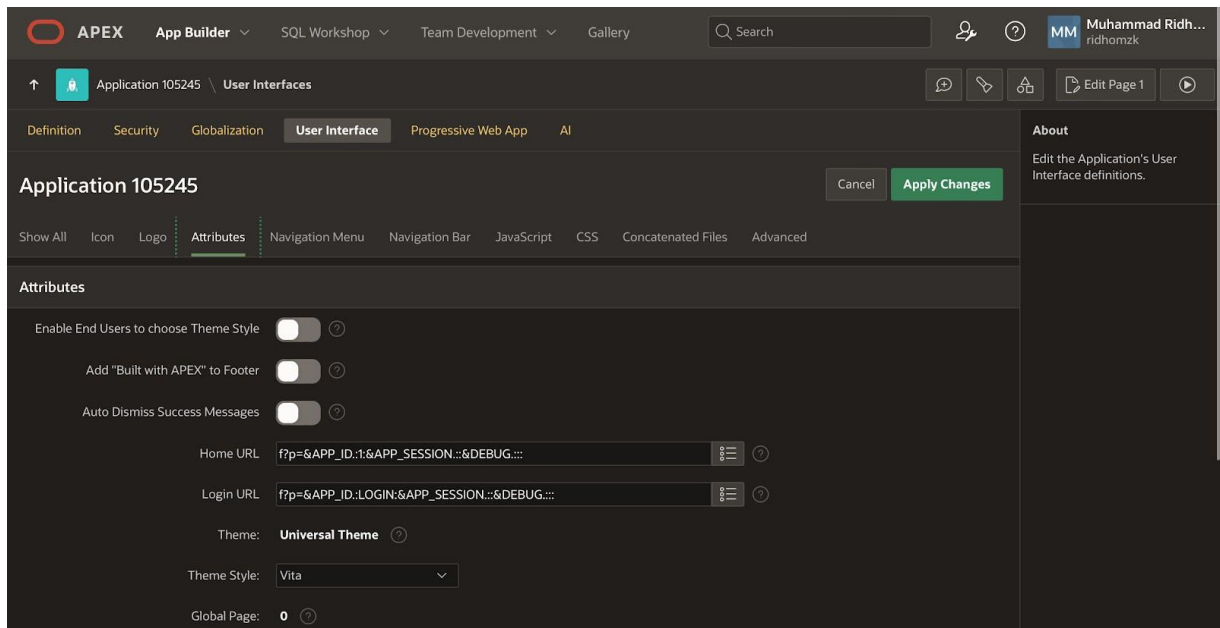 APEX App Builder SQL Workshop Team Development Gallery Search MM Muhammad Ridh...
ridhomzk
Application 105245 \ User Interfaces Edit Page 1
Definition Security Globalization User Interface Progressive Web App AI
About
Edit the Application's User
Interface definitions.
Application 105245 Cancel Apply Changes
Show All Icon Logo Attributes Navigation Menu Navigation Bar JavaScript CSS Concatenated Files Advanced
Attributes
Enable End Users to choose Theme Style
Add "Built with APEX" to Footer
Auto Dismiss Success Messages
Home URL f?p=&APP_ID.:1:&APP_SESSION.::&DEBUG.:::
Login URL f?p=&APP_ID.:LOGIN:&APP_SESSION.::&DEBUG.:::
Theme: Universal Theme
Theme Style: Vita
Global Page: 0